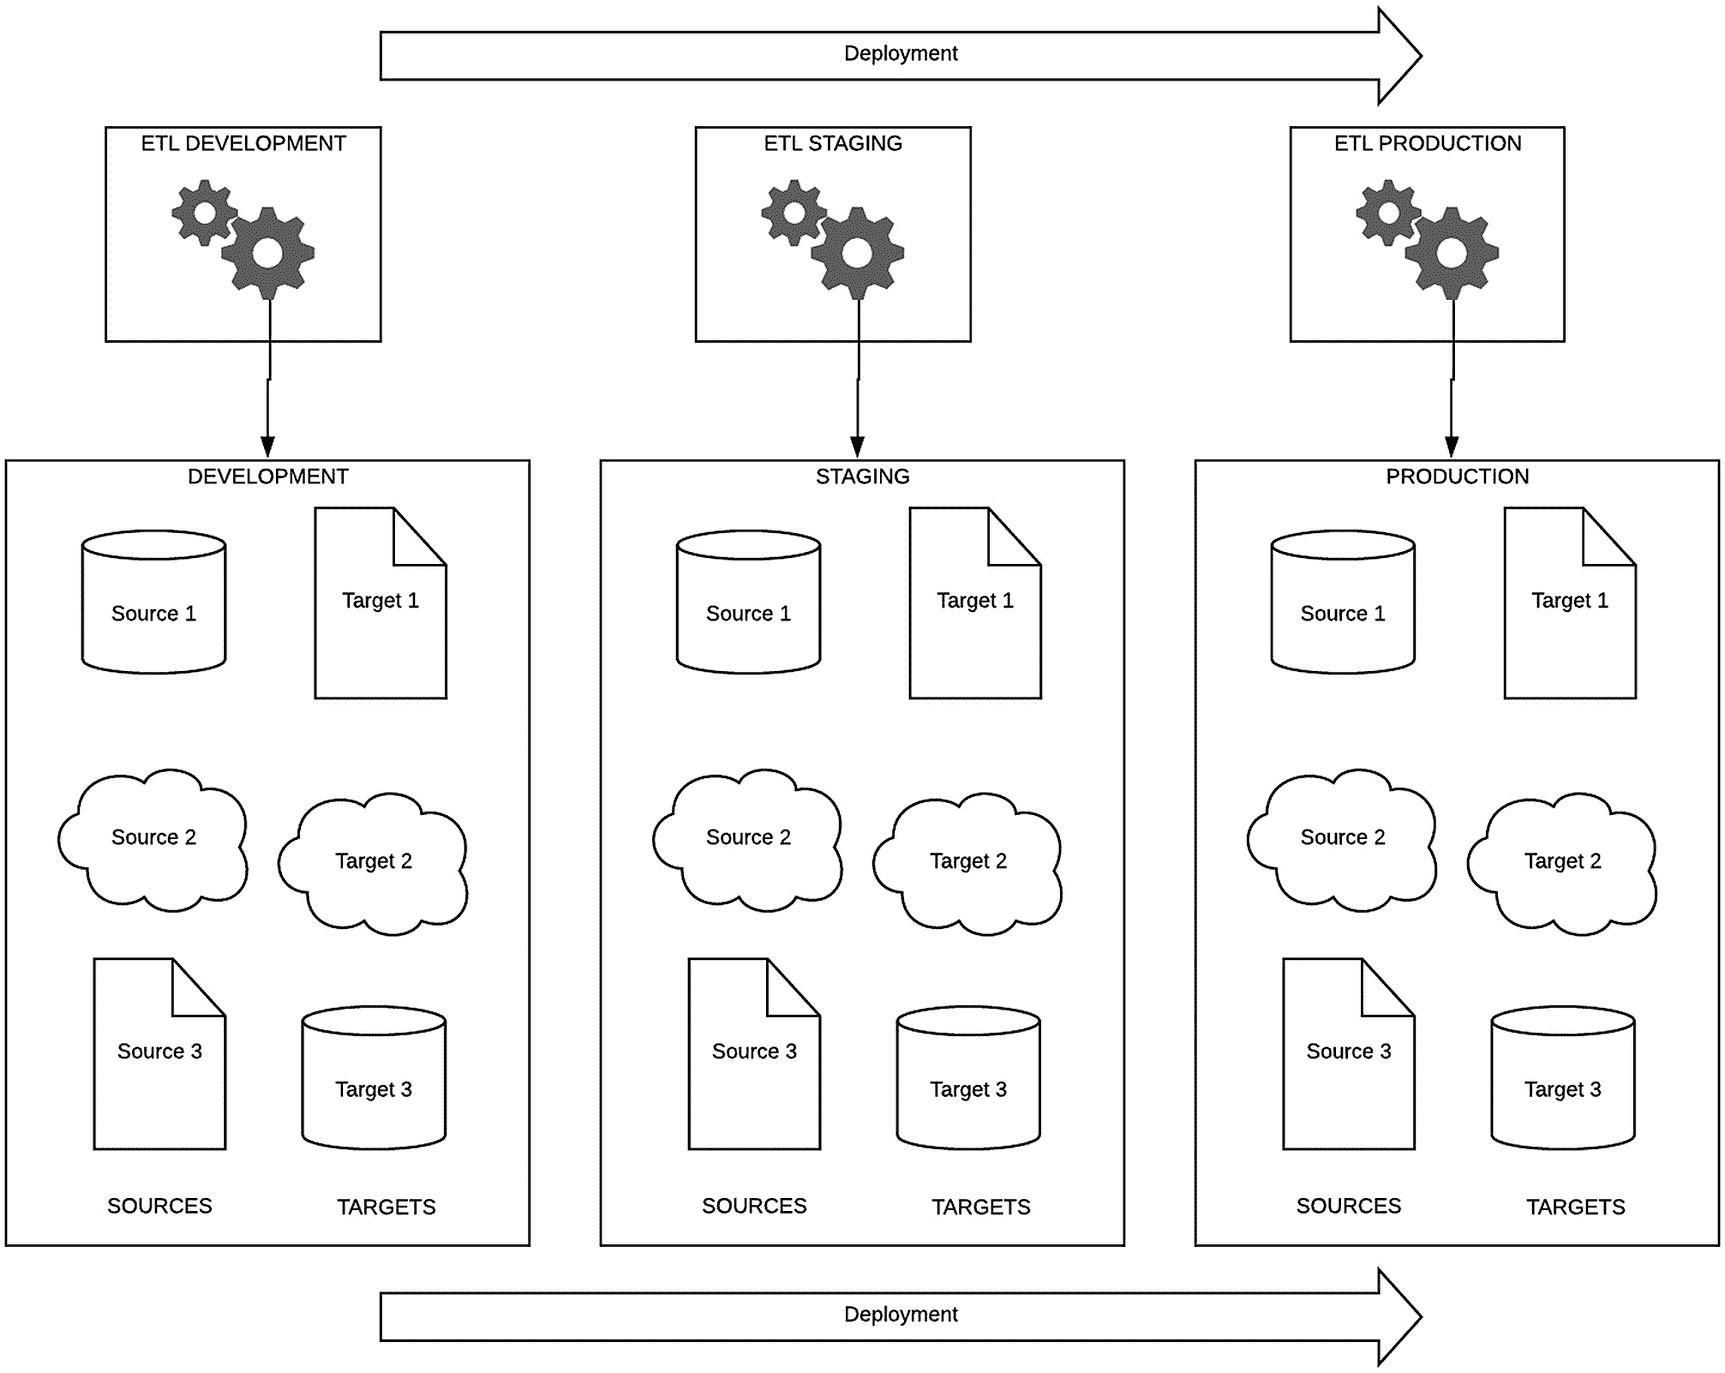 Deployment
ETL DEVELOPMENT
ETL STAGING
ETL PRODUCTION
DEVELOPMENT
Source 1
Target 1
Source 2
Target 2
Source 3
Target 3
SOURCES
TARGETS
STAGING
Source 1
Target 1
Source 2
Target 2
Source 3
Target 3
SOURCES
TARGETS
PRODUCTION
Source 1
Target 1
Source 2
Target 2
Source 3
Target 3
SOURCES
TARGETS
Deployment